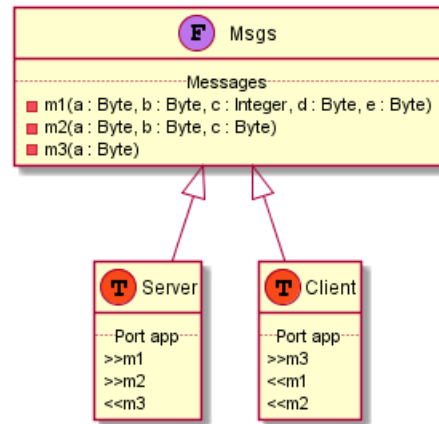 F Msgs
Messages
m1(a : Byte, b : Byte, c : Integer, d : Byte, e : Byte)
m2(a : Byte, b : Byte, c : Byte)
m3(a : Byte)
T Server
Port app
>>m1
>>m2
<<m3
T Client
Port app
>>m3
<<m1
<<m2